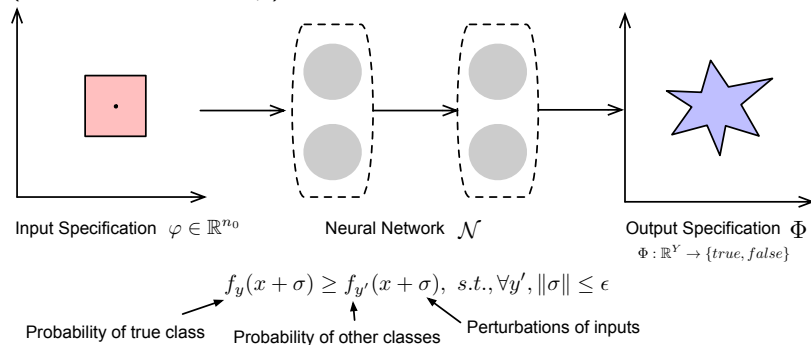 Input Specification φ ∈ ℝ^{n_0}
Neural Network 𝒩
Output Specification Φ
Φ : ℝ^Y → {true, false}
f_y(x + σ) ≥ f_{y'}(x + σ), s.t., ∀y', ‖σ‖ ≤ ϵ
Probability of true class
Probability of other classes
Perturbations of inputs